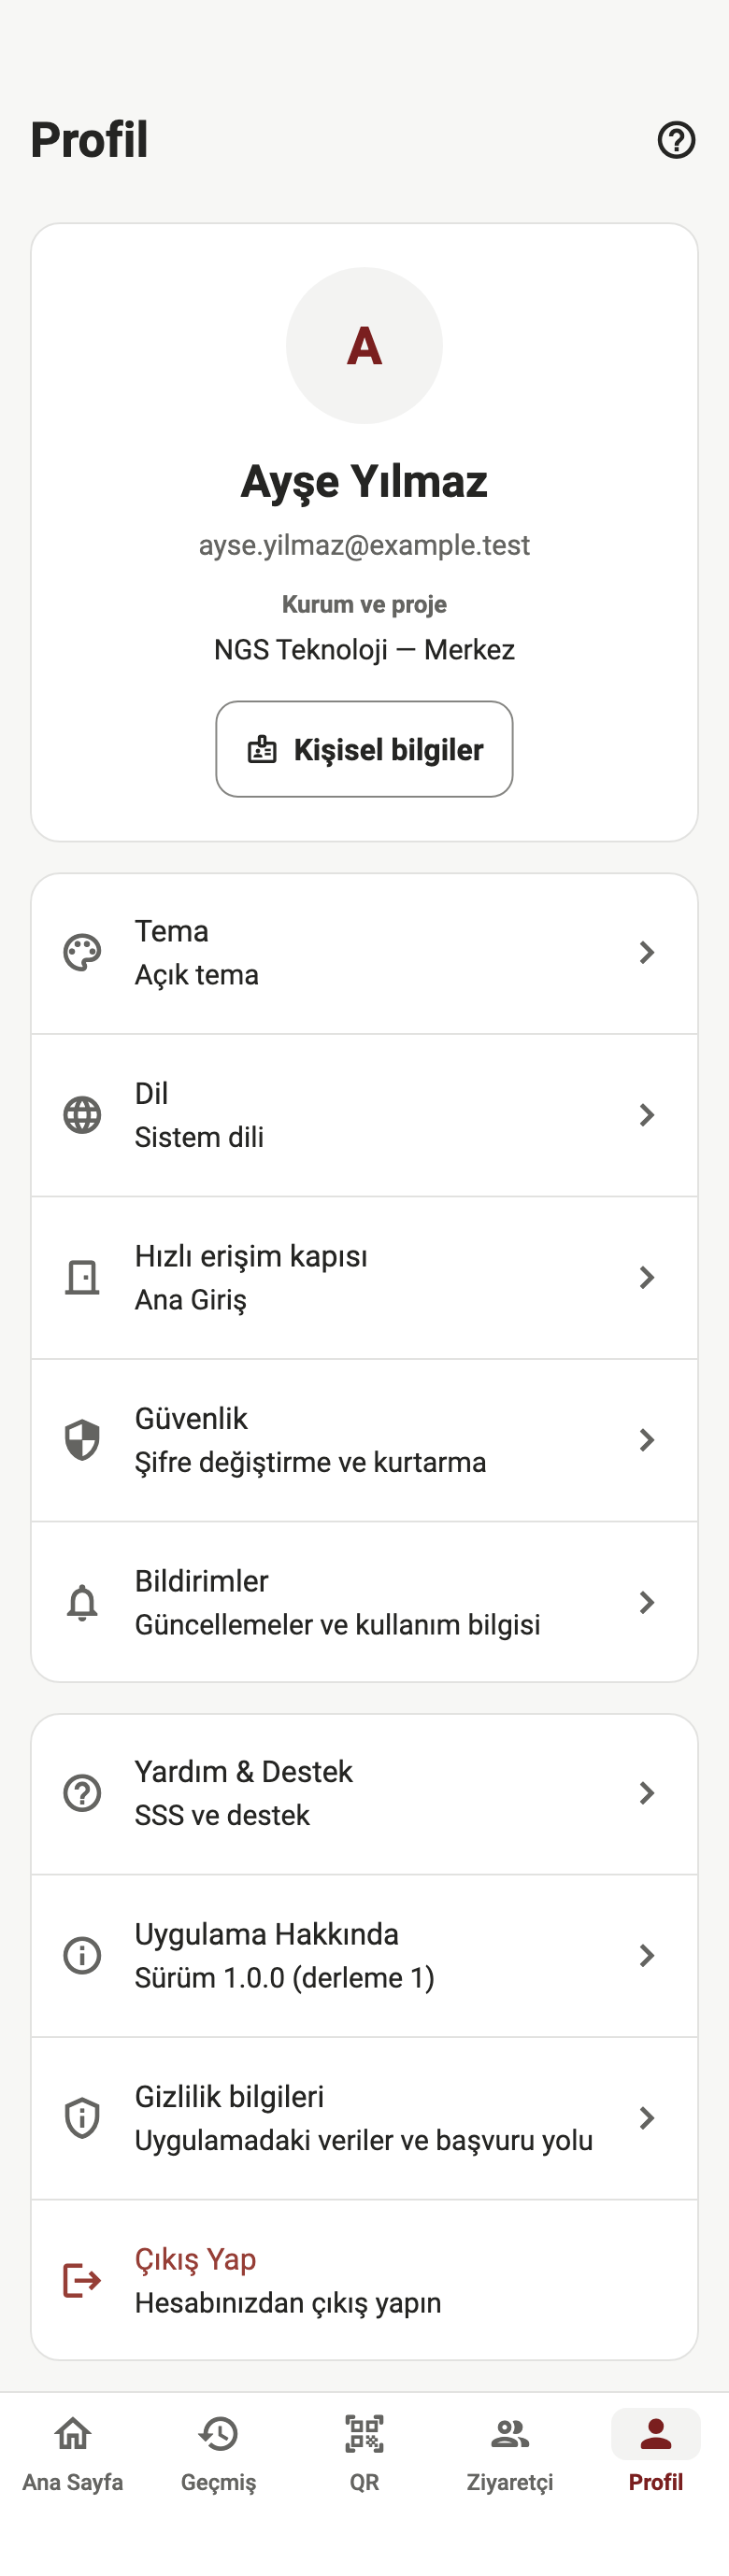 Profil
A
Ayşe Yılmaz
ayse.yilmaz@example.test
Kurum ve proje
NGS Teknoloji — Merkez
Kişisel bilgiler
Tema
Açık tema
Dil
Sistem dili
Hızlı erişim kapısı
Ana Giriş
Güvenlik
Şifre değiştirme ve kurtarma
Bildirimler
Güncellemeler ve kullanım bilgisi
Yardım & Destek
SSS ve destek
Uygulama Hakkında
Sürüm 1.0.0 (derleme 1)
Gizlilik bilgileri
Uygulamadaki veriler ve başvuru yolu
Çıkış Yap
Hesabınızdan çıkış yapın
Ana Sayfa
Geçmiş
QR
Ziyaretçi
Profil